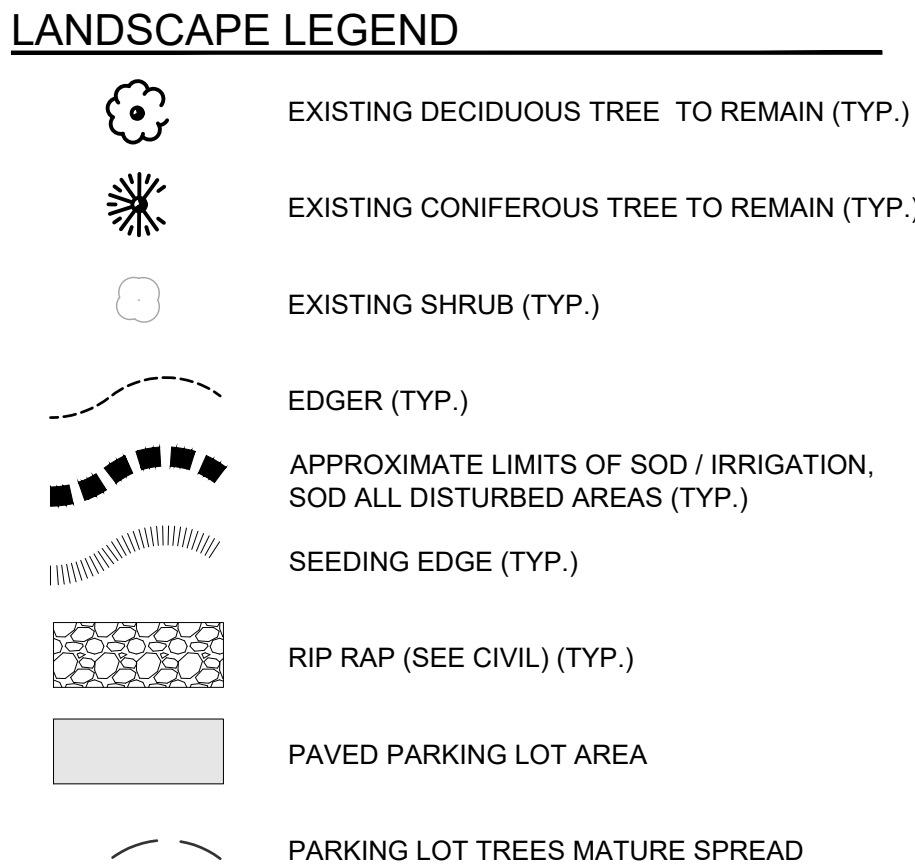 LANDSCAPE LEGEND
EXISTING DECIDUOUS TREE TO REMAIN (TYP.)
EXISTING CONIFEROUS TREE TO REMAIN (TYP.)
EXISTING SHRUB (TYP.)
EDGER (TYP.)
APPROXIMATE LIMITS OF SOD / IRRIGATION,
SOD ALL DISTURBED AREAS (TYP.)
SEEDING EDGE (TYP.)
RIP RAP (SEE CIVIL) (TYP.)
PAVED PARKING LOT AREA
PARKING LOT TREES MATURE SPREAD